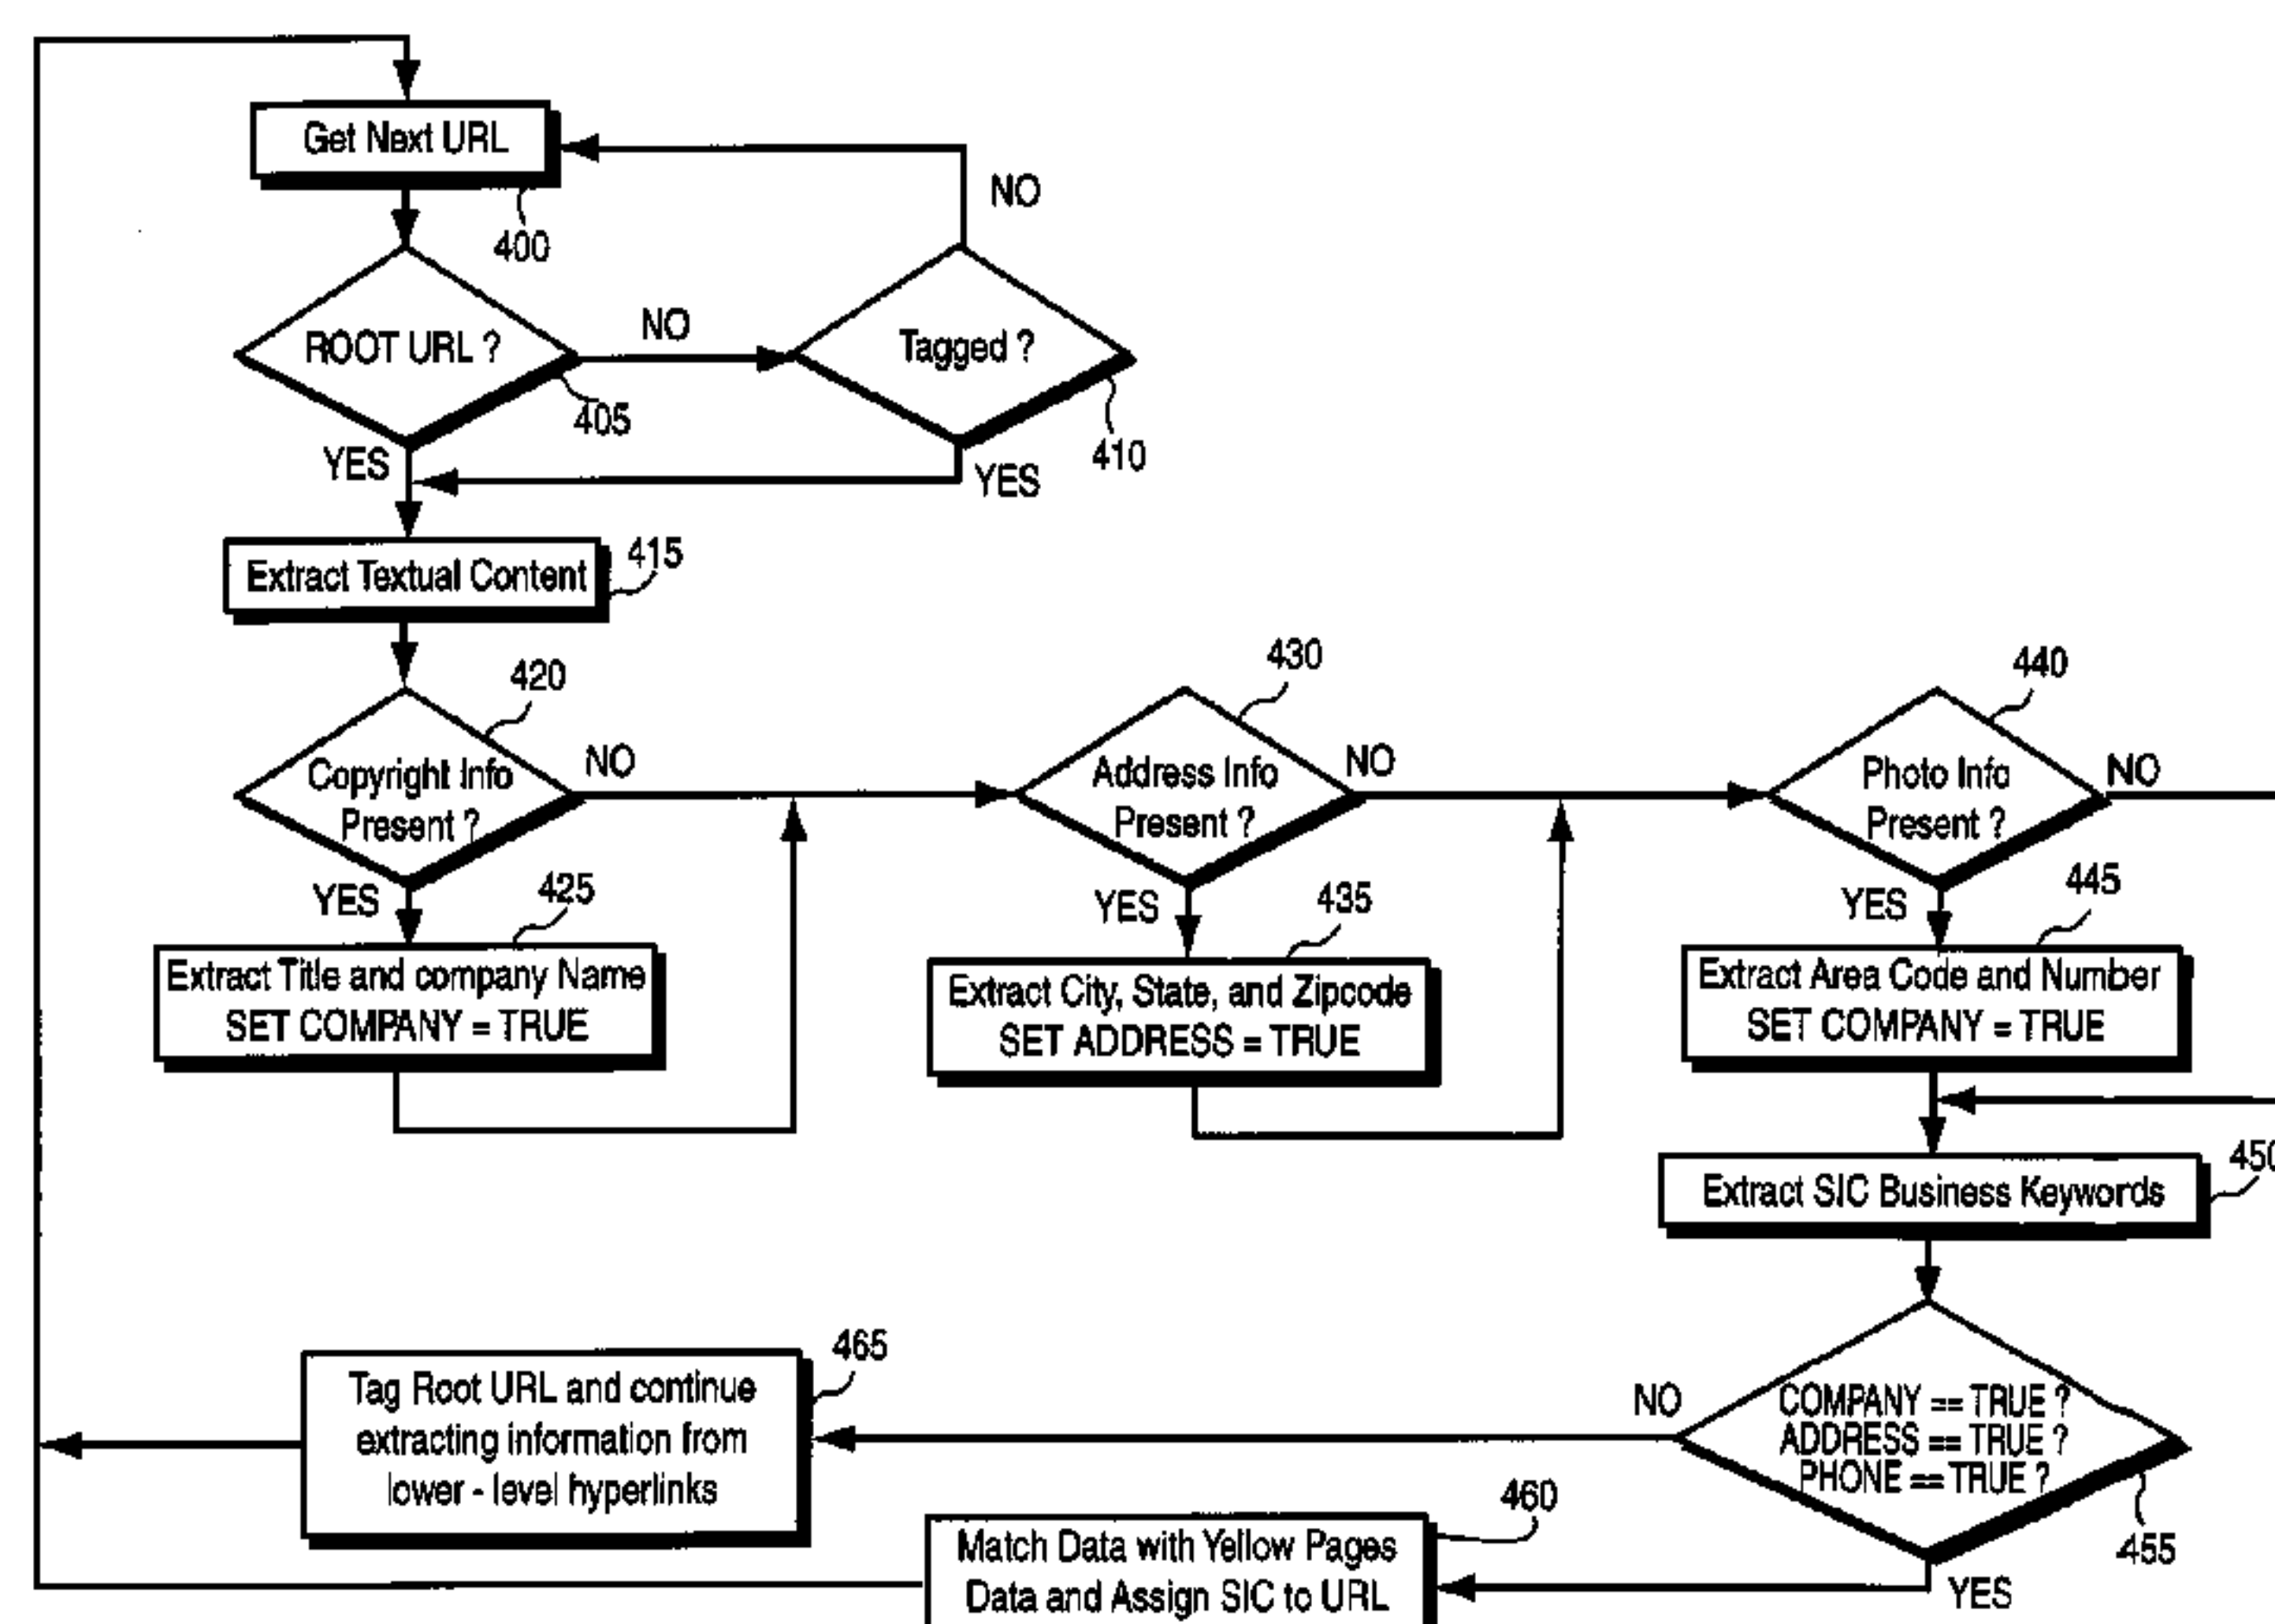 Get Next URL
400
NO
ROOT URL ?
405
NO
Tagged ?
410
YES
YES
Extract Textual Content
415
420
Copyright Info
Present ?
NO
YES
425
Extract Title and company Name
SET COMPANY = TRUE
430
Address Info
Present ?
NO
YES
435
Extract City, State, and Zipcode
SET ADDRESS = TRUE
440
Photo Info
Present ?
NO
YES
445
Extract Area Code and Number
SET COMPANY = TRUE
450
Extract SIC Business Keywords
COMPANY == TRUE ?
ADDRESS == TRUE ?
PHONE == TRUE ?
455
NO
YES
465
Tag Root URL and continue
extracting information from
lower - level hyperlinks
460
Match Data with Yellow Pages
Data and Assign SIC to URL